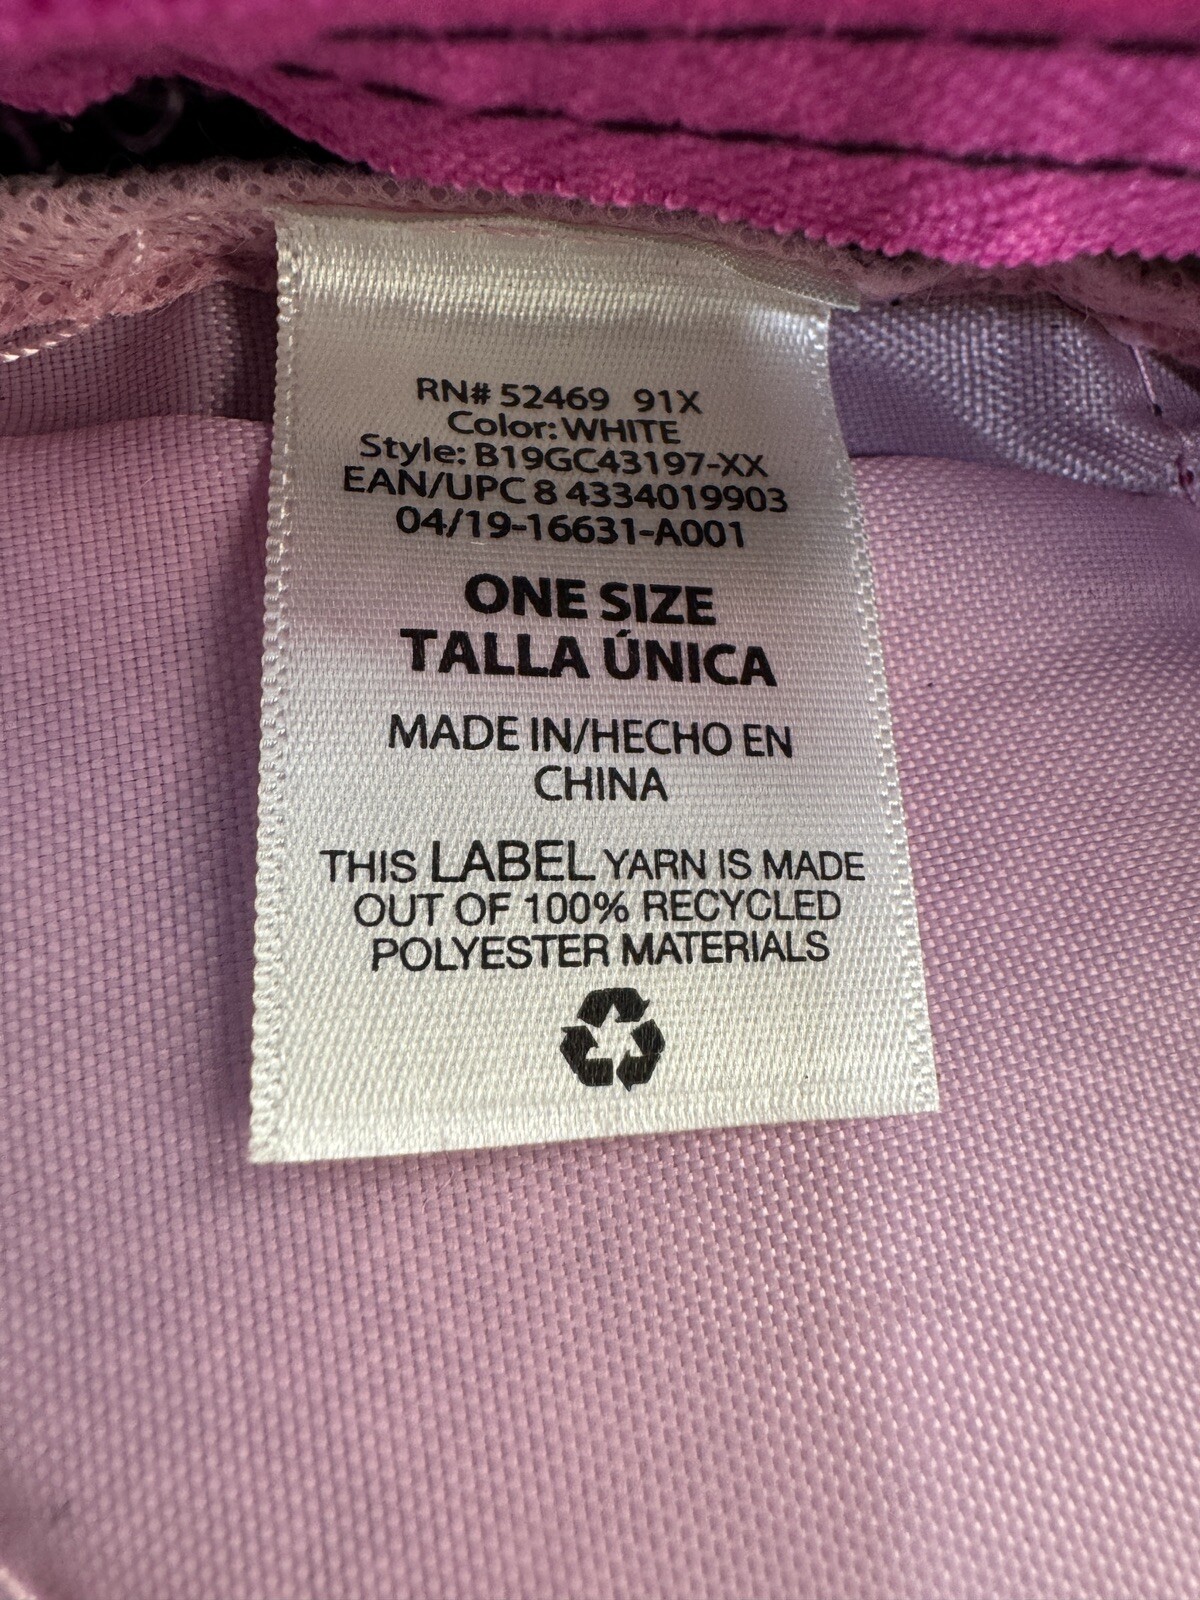 RN# 52469 91X
Color: WHITE
Style: B19GC43197-XX
EAN/UPC 8 4334019903
04/19-16631-A001
ONE SIZE
TALLA ÚNICA
MADE IN/HECHO EN
CHINA
THIS LABEL YARN IS MADE
OUT OF 100% RECYCLED
POLYESTER MATERIALS